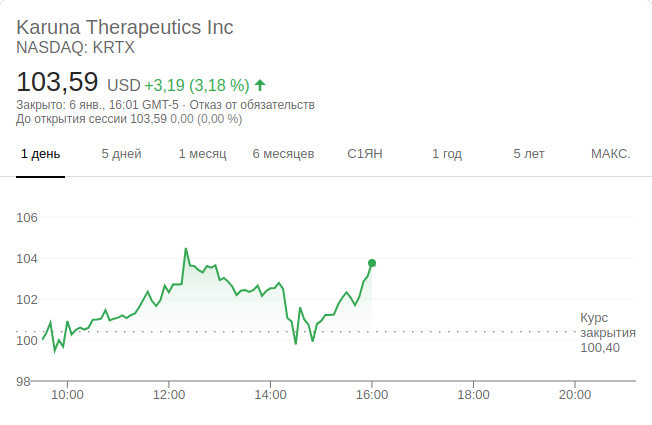 Karuna Therapeutics Inc
NASDAQ: KRTX
103,59 USD +3,19 (3,18 %)
Закрыто: 6 янв., 16:01 GMT-5 · Отказ от обязательств
До открытия сессии 103,59 0,00 (0,00 %)
1 день 5 дней 1 месяц 6 месяцев С1ЯН 1 год 5 лет МАКС.
106
104
102
Курс
закрытия
100
100,40
98
10:00 12:00 14:00 16:00 18:00 20:00